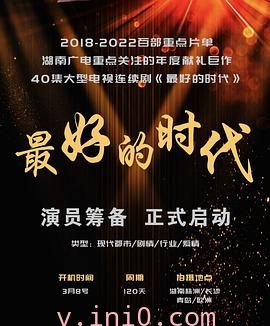 2018-2022百部重点片单
湖南广电重点关注的年度献礼巨作
40集大型电视连续剧《最好的时代》
最好的时代
演员筹备 正式启动
类型：现代都市/剧情/行业/爱情
开机时间 周期 拍摄地点
3月8号 120天 湖南株洲/长沙
青岛/欧洲
v.ini0.com